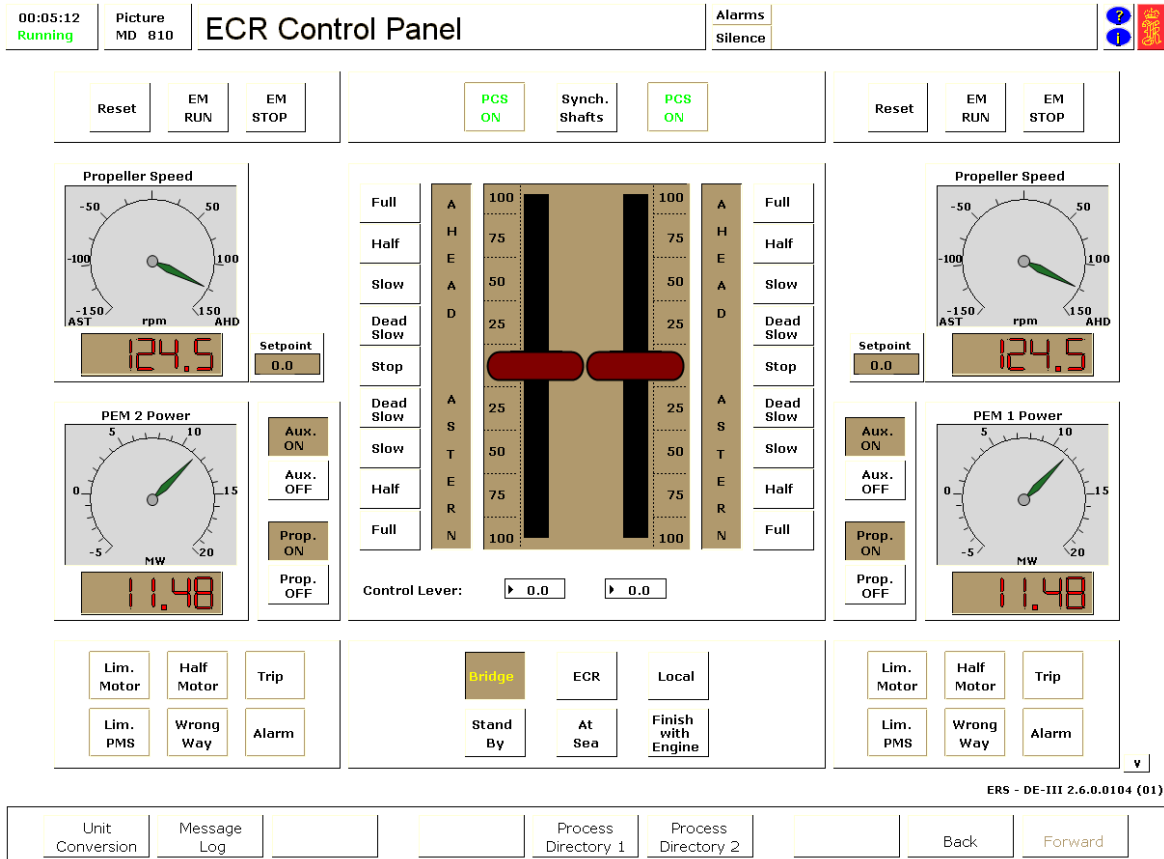 00:05:12
Running
Picture
MD 810
ECR Control Panel
Alarms
Silence
?
i
Reset
EM
RUN
EM
STOP
PCS
ON
Synch.
Shafts
PCS
ON
Reset
EM
RUN
EM
STOP
Propeller Speed
-50
50
-100
100
-150
150
AST
rpm
AHD
124.5
Setpoint
0.0
PEM 2 Power
5
10
0
15
-5
20
MW
11.48
Aux.
ON
Aux.
OFF
Prop.
ON
Prop.
OFF
Full
Half
Slow
Dead
Slow
Stop
Dead
Slow
Slow
Half
Full
AHEAD
ASTERN
100
75
50
25
25
50
75
100
100
75
50
25
25
50
75
100
AHEAD
ASTERN
Full
Half
Slow
Dead
Slow
Stop
Dead
Slow
Slow
Half
Full
Control Lever:
0.0
0.0
Propeller Speed
-50
50
-100
100
-150
150
AST
rpm
AHD
Setpoint
0.0
124.5
Aux.
ON
Aux.
OFF
Prop.
ON
Prop.
OFF
PEM 1 Power
5
10
0
15
-5
20
MW
11.48
Lim.
Motor
Half
Motor
Trip
Lim.
PMS
Wrong
Way
Alarm
Bridge
ECR
Local
Stand
By
At
Sea
Finish
with
Engine
Lim.
Motor
Half
Motor
Trip
Lim.
PMS
Wrong
Way
Alarm
v
ERS - DE-III 2.6.0.0104 (01)
Unit
Conversion
Message
Log
Process
Directory 1
Process
Directory 2
Back
Forward